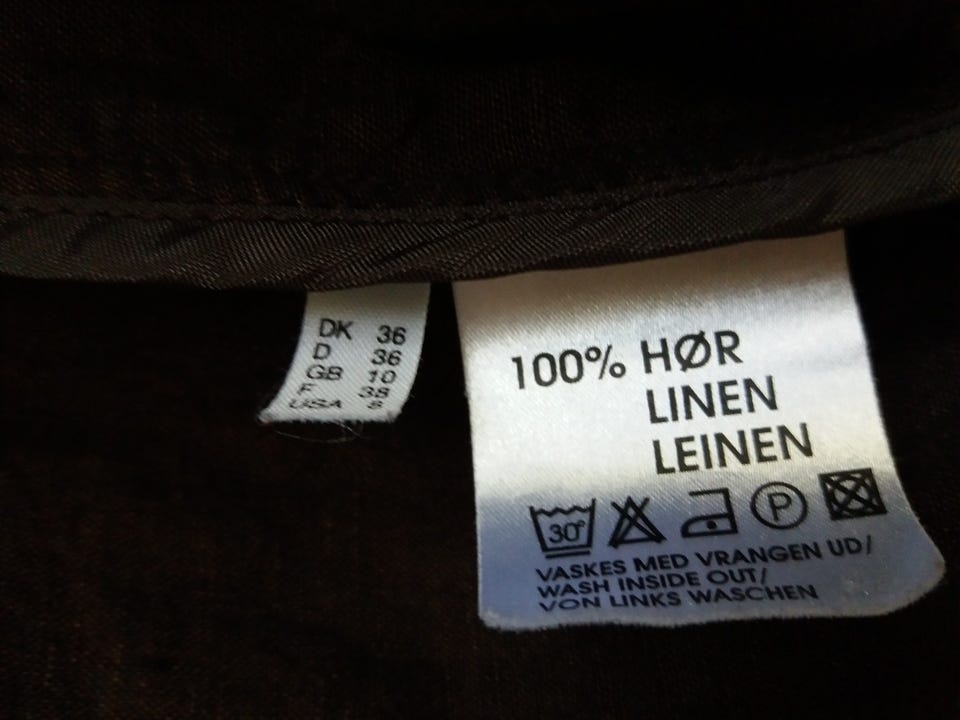 DK 36
D 36
GB 10
F 38
USA S
100% HØR
LINEN
LEINEN
30° P
VASKES MED VRANGEN UD/
WASH INSIDE OUT/
VON LINKS WASCHEN